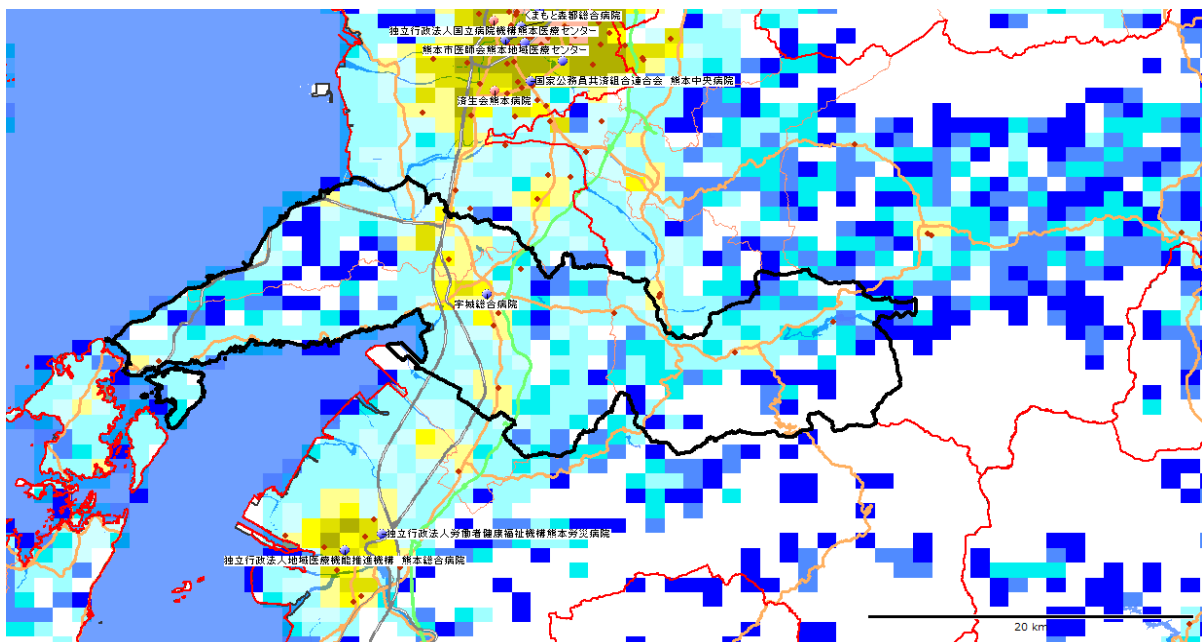 くまもと森都総合病院
独立行政法人国立病院機構熊本医療センター
熊本市医師会熊本地域医療センター
国家公務員共済組合連合会 熊本中央病院
済生会熊本病院
宇城総合病院
独立行政法人労働者健康福祉機構熊本労災病院
独立行政法人地域医療機能推進機構 熊本総合病院
20 km